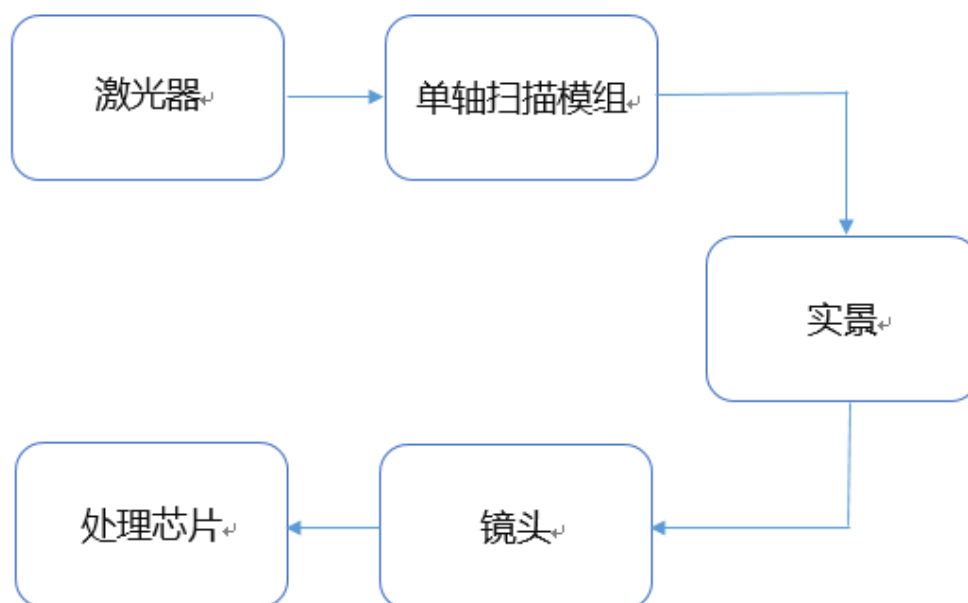 激光器
单轴扫描模组
实景
镜头
处理芯片